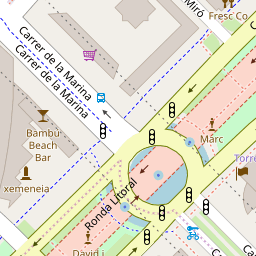 Miró
Fresc Co
Carrer de la Marina
Carrer de la Marina
Bambú
Beach
Bar
Marc
Torre
xemeneia
Ronda Litoral
David i